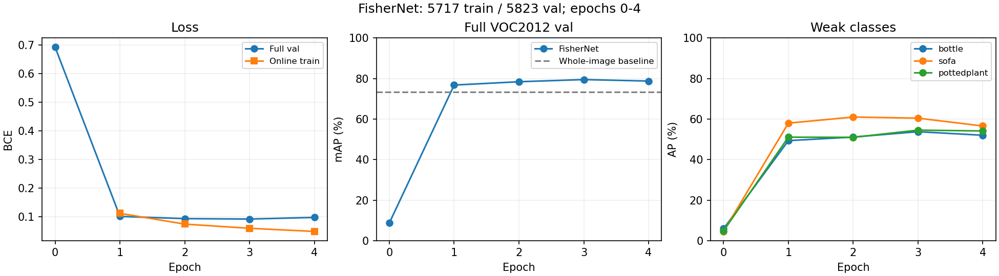 FisherNet: 5717 train / 5823 val; epochs 0-4
Loss
0.7
0.6
0.5
0.4
0.3
0.2
0.1
BCE
Full val
Online train
0 1 2 3 4
Epoch
Full VOC2012 val
100
80
60
40
20
0
mAP (%)
FisherNet
Whole-image baseline
0 1 2 3 4
Epoch
Weak classes
100
80
60
40
20
0
AP (%)
bottle
sofa
pottedplant
0 1 2 3 4
Epoch